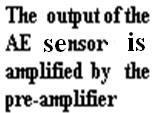 The output of the
AE sensor is
amplified by the
pre-amplifier